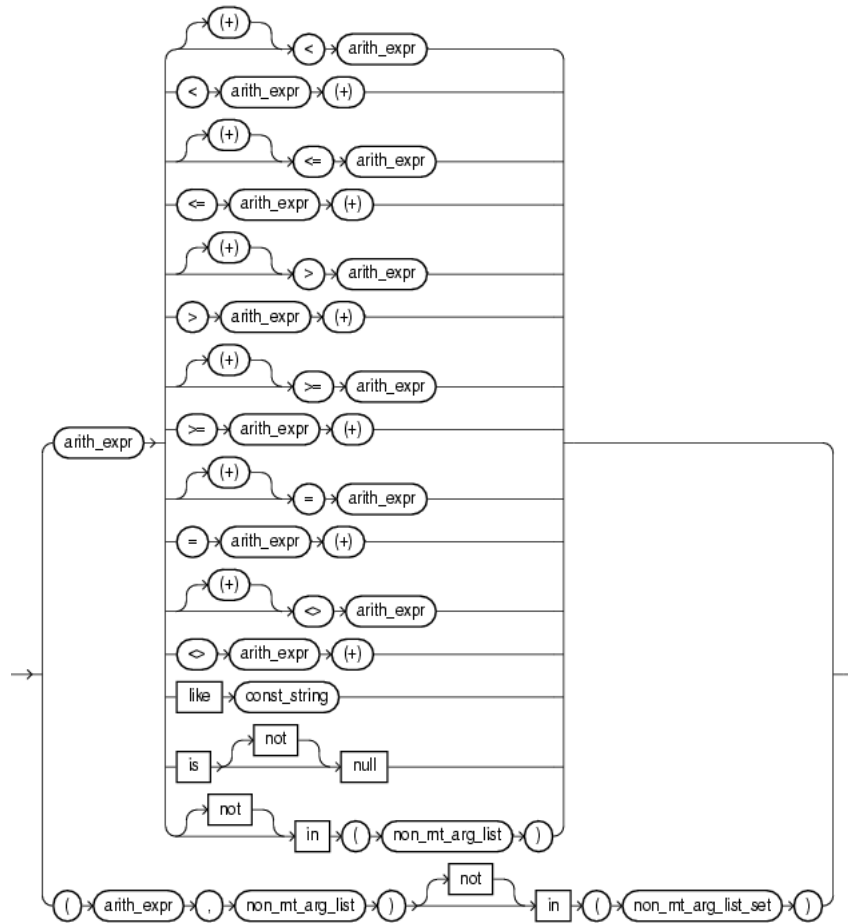 (+)
< arith_expr
< arith_expr (+)
(+)
<= arith_expr
<= arith_expr (+)
(+)
> arith_expr
> arith_expr (+)
(+)
>= arith_expr
arith_expr >= arith_expr (+)
(+)
= arith_expr
= arith_expr (+)
(+)
<> arith_expr
<> arith_expr (+)
like const_string
not
is null
not
in ( non_mt_arg_list )
not
( arith_expr , non_mt_arg_list ) in ( non_mt_arg_list_set )